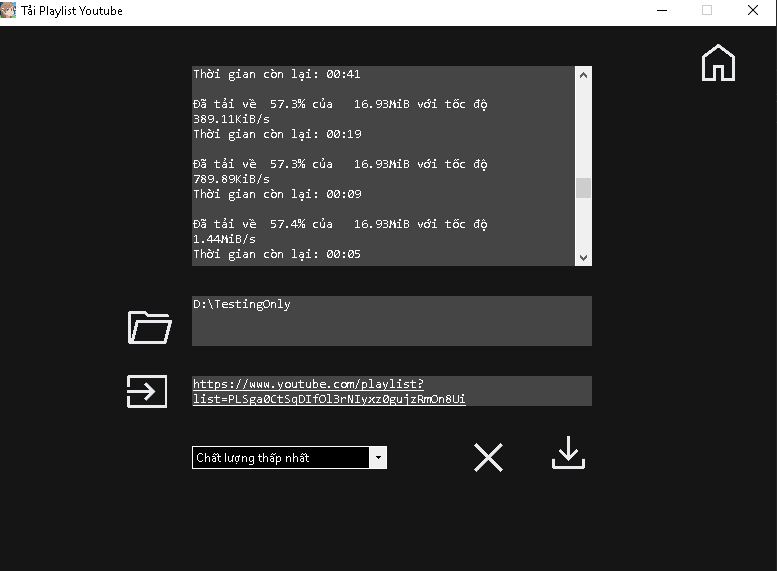 Tải Playlist Youtube
Thời gian còn lại: 00:41
Đã tải về 57.3% của 16.93MiB với tốc độ
389.11KiB/s
Thời gian còn lại: 00:19
Đã tải về 57.3% của 16.93MiB với tốc độ
789.89KiB/s
Thời gian còn lại: 00:09
Đã tải về 57.4% của 16.93MiB với tốc độ
1.44MiB/s
Thời gian còn lại: 00:05
D:\TestingOnly
https://www.youtube.com/playlist?
list=PLSga0CtSqDIfOl3rNIyxz0gujzRmOn8Ui
Chất lượng thấp nhất